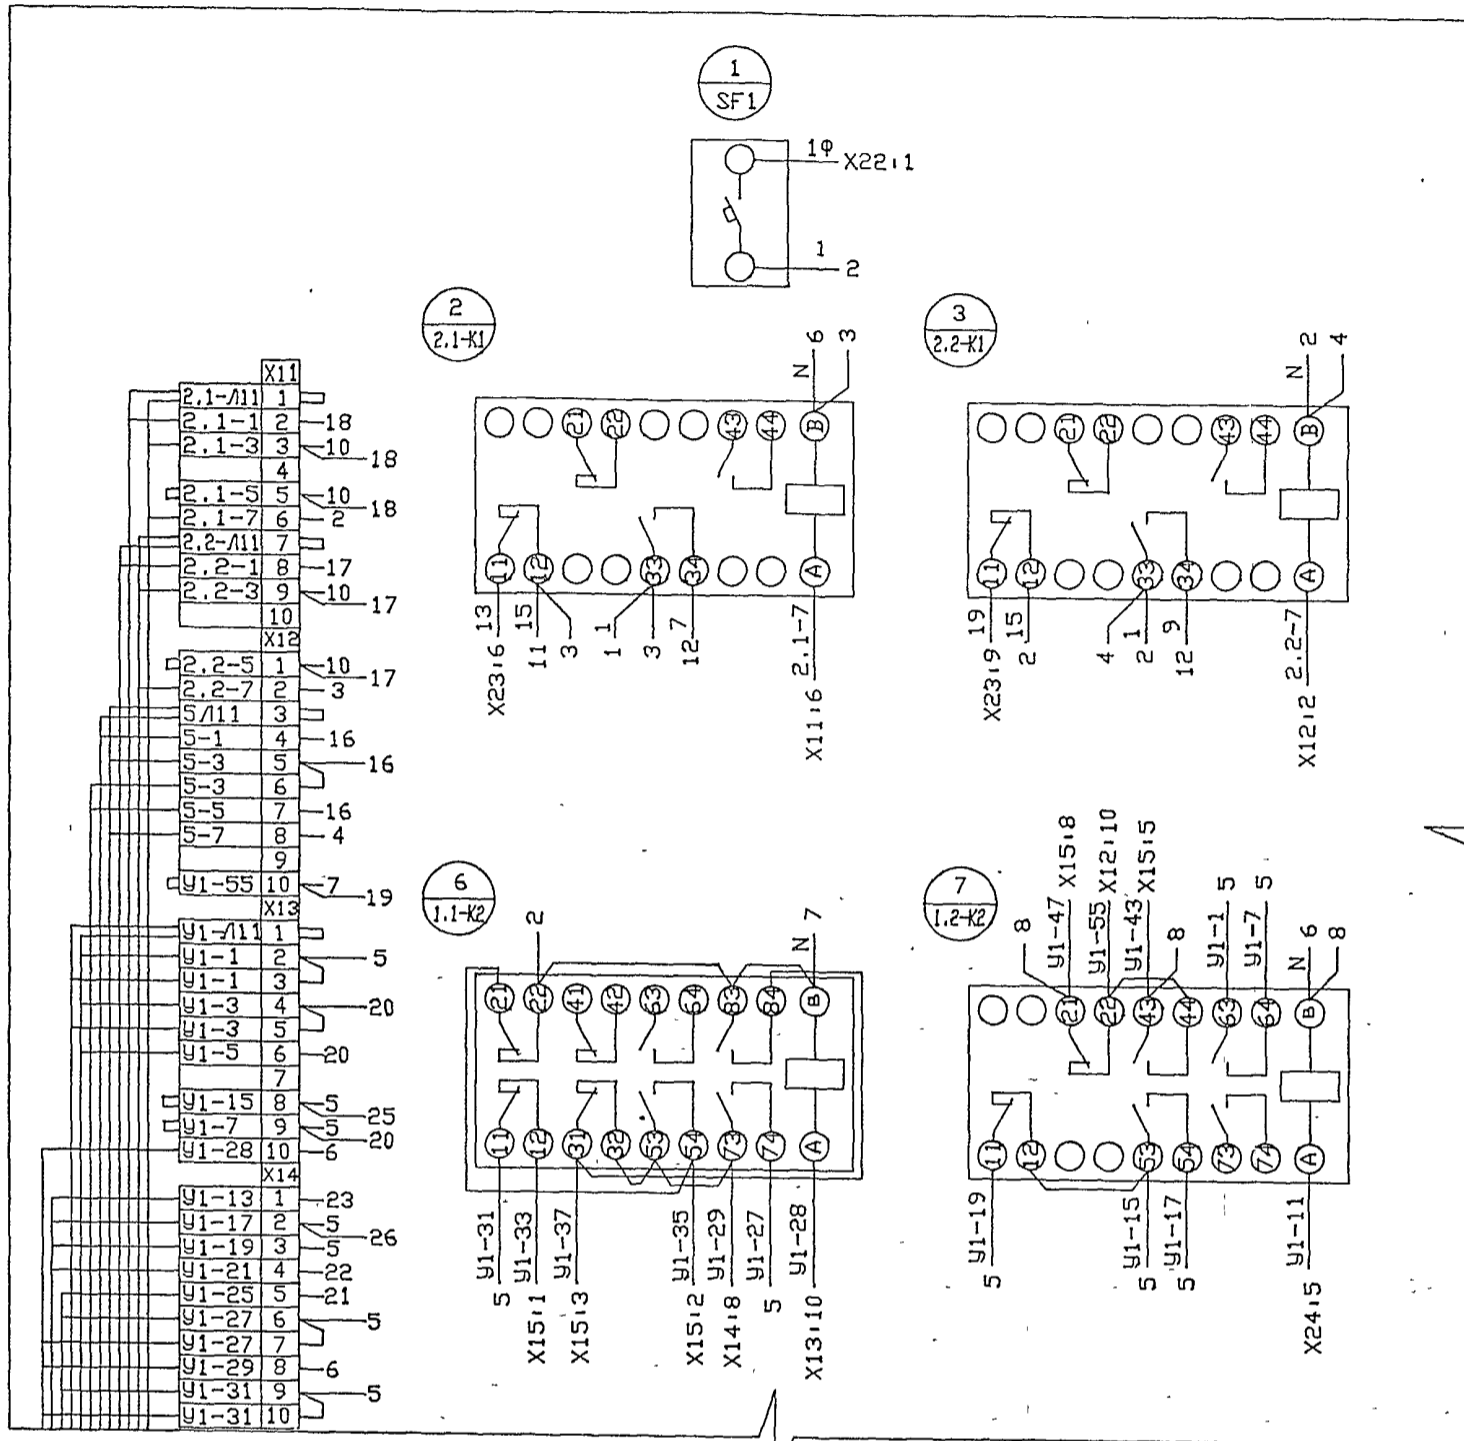 1
SF1
1Ф X22:1
1
2
2
2.1-К1
N 6
3
21 22 43 44 B
11 12 33 34 A
X23:6 13
11 15
3
1
3
12 7
X11:6 2.1-7
3
2.2-К1
N 2
4
21 22 43 44 B
11 12 33 34 A
X23:9 19
2 15
4
2 1
12 9
X12:2 2.2-7
X11
2.1-Л11 1
2.1-1 2 18
2.1-3 3 10
18
4
2.1-5 5 10
18
2.1-7 6 2
2.2-Л11 7
2.2-1 8 17
2.2-3 9 10
17
10
X12
2.2-5 1 10
17
2.2-7 2 3
5Л11 3
5-1 4 16
5-3 5 16
5-3 6
5-5 7 16
5-7 8 4
9
У1-55 10 7
19
X13
У1-Л11 1
У1-1 2 5
У1-1 3
У1-3 4 20
У1-3 5
У1-5 6 20
7
У1-15 8 5
25
У1-7 9 5
20
У1-28 10 6
X14
У1-13 1 23
У1-17 2 5
26
У1-19 3 5
У1-21 4 22
У1-25 5 21
У1-27 6 5
У1-27 7
У1-29 8 6
У1-31 9 5
У1-31 10
6
1.1-К2
2
N 7
21 22 41 42 63 64 83 84 B
11 12 31 32 53 54 73 74 A
5 У1-31
X15:1 У1-33
X15:3 У1-37
X15:2 У1-35
X14:8 У1-29
5 У1-27
X13:10 У1-28
7
1.2-К2
8
У1-47 X15:8
У1-55 X12:10
У1-43 X15:5
8
У1-1 5
У1-7 5
N 6
8
21 22 43 44 63 64 B
11 12 53 54 73 74 A
5 У1-19
5 У1-15
5 У1-17
X24:5 У1-11